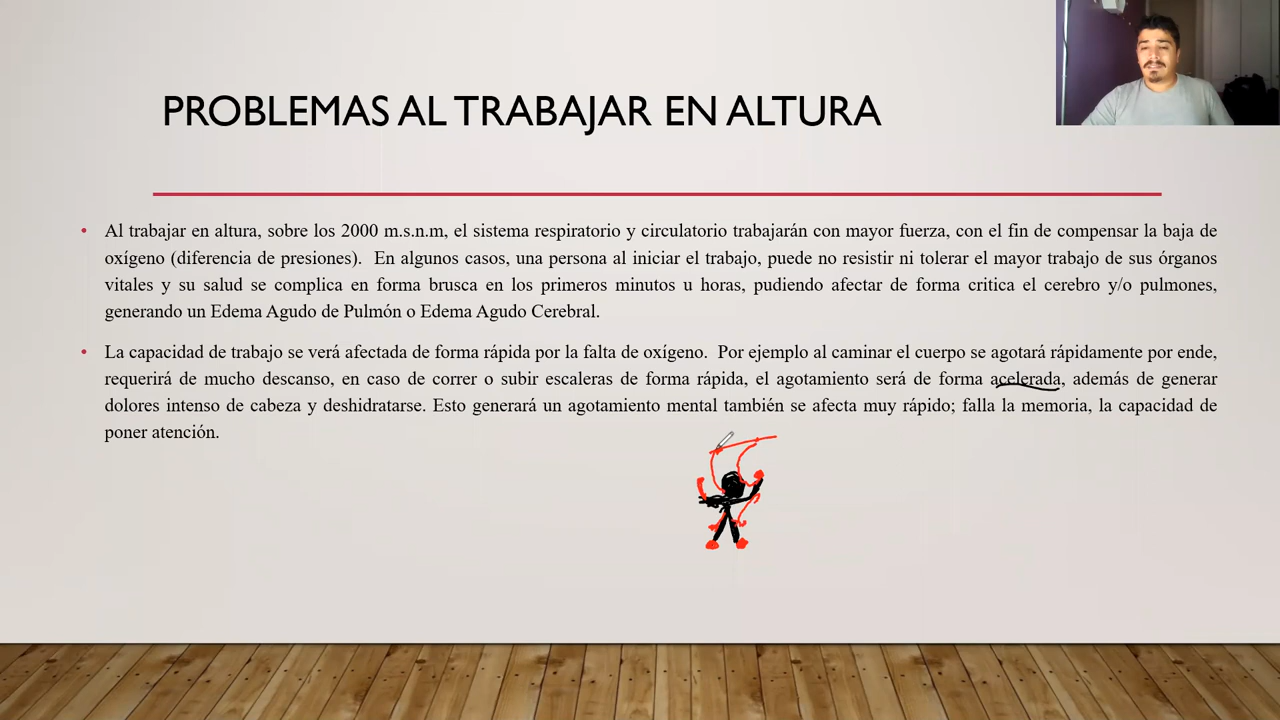 PROBLEMAS AL TRABAJAR EN ALTURA
• Al trabajar en altura, sobre los 2000 m.s.n.m, el sistema respiratorio y circulatorio trabajarán con mayor fuerza, con el fin de compensar la baja de
oxígeno (diferencia de presiones). En algunos casos, una persona al iniciar el trabajo, puede no resistir ni tolerar el mayor trabajo de sus órganos
vitales y su salud se complica en forma brusca en los primeros minutos u horas, pudiendo afectar de forma critica el cerebro y/o pulmones,
generando un Edema Agudo de Pulmón o Edema Agudo Cerebral.
• La capacidad de trabajo se verá afectada de forma rápida por la falta de oxígeno. Por ejemplo al caminar el cuerpo se agotará rápidamente por ende,
requerirá de mucho descanso, en caso de correr o subir escaleras de forma rápida, el agotamiento será de forma acelerada, además de generar
dolores intenso de cabeza y deshidratarse. Esto generará un agotamiento mental también se afecta muy rápido; falla la memoria, la capacidad de
poner atención.